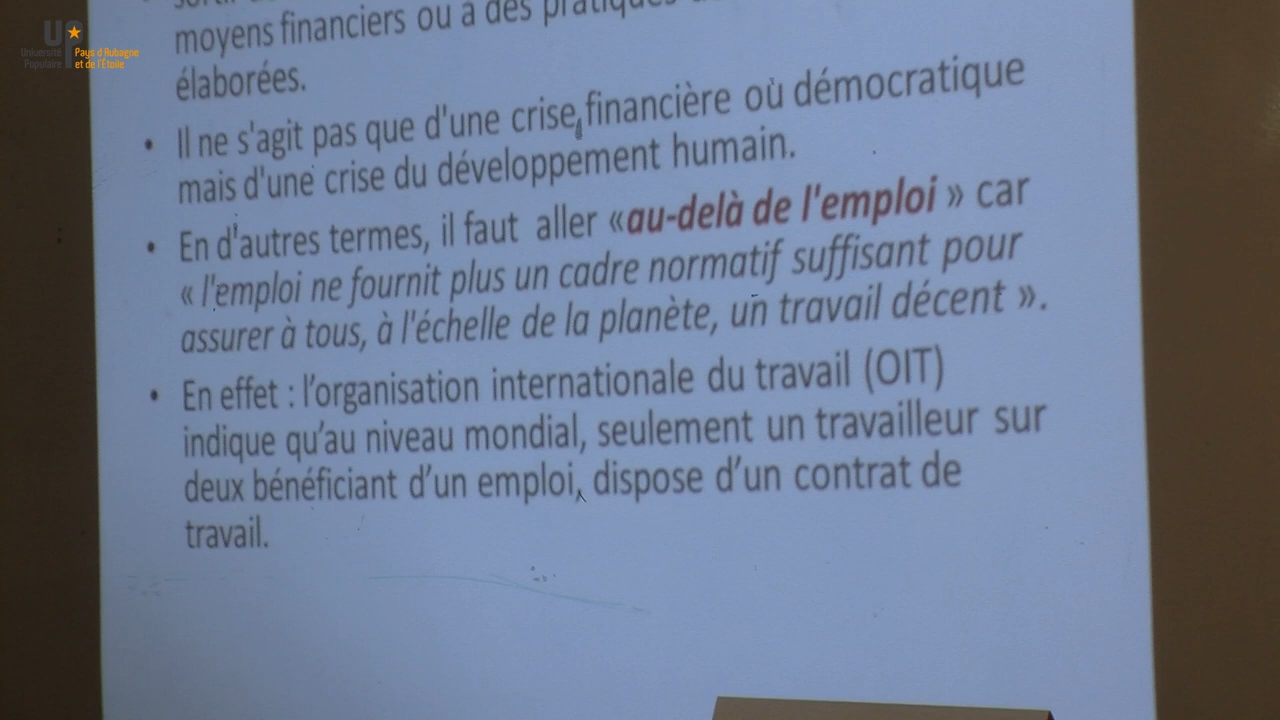 UP
Université Populaire
Pays d'Aubagne et de l'Étoile
moyens financiers ou à des pratiques
élaborées.
• Il ne s'agit pas que d'une crise financière où démocratique
mais d'une crise du développement humain.
• En d'autres termes, il faut aller «au-delà de l'emploi » car
« l'emploi ne fournit plus un cadre normatif suffisant pour
assurer à tous, à l'échelle de la planète, un travail décent ».
• En effet : l’organisation internationale du travail (OIT)
indique qu’au niveau mondial, seulement un travailleur sur
deux bénéficiant d’un emploi, dispose d’un contrat de
travail.